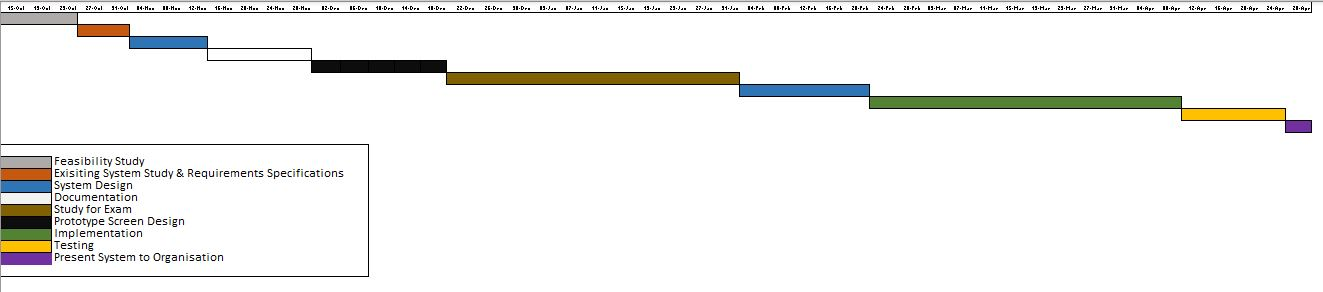 15-Oct 19-Oct 23-Oct 27-Oct 31-Oct 04-Nov 08-Nov 12-Nov 16-Nov 20-Nov 24-Nov 28-Nov 02-Dec 06-Dec 10-Dec 14-Dec 18-Dec 22-Dec 26-Dec 30-Dec 03-Jan 07-Jan 11-Jan 15-Jan 19-Jan 23-Jan 27-Jan 31-Jan 04-Feb 08-Feb 12-Feb 16-Feb 20-Feb 24-Feb 28-Feb 03-Mar 07-Mar 11-Mar 15-Mar 19-Mar 23-Mar 27-Mar 31-Mar 04-Apr 08-Apr 12-Apr 16-Apr 20-Apr 24-Apr 28-Apr
Feasibility Study
Exisiting System Study & Requirements Specifications
System Design
Documentation
Study for Exam
Prototype Screen Design
Implementation
Testing
Present System to Organisation